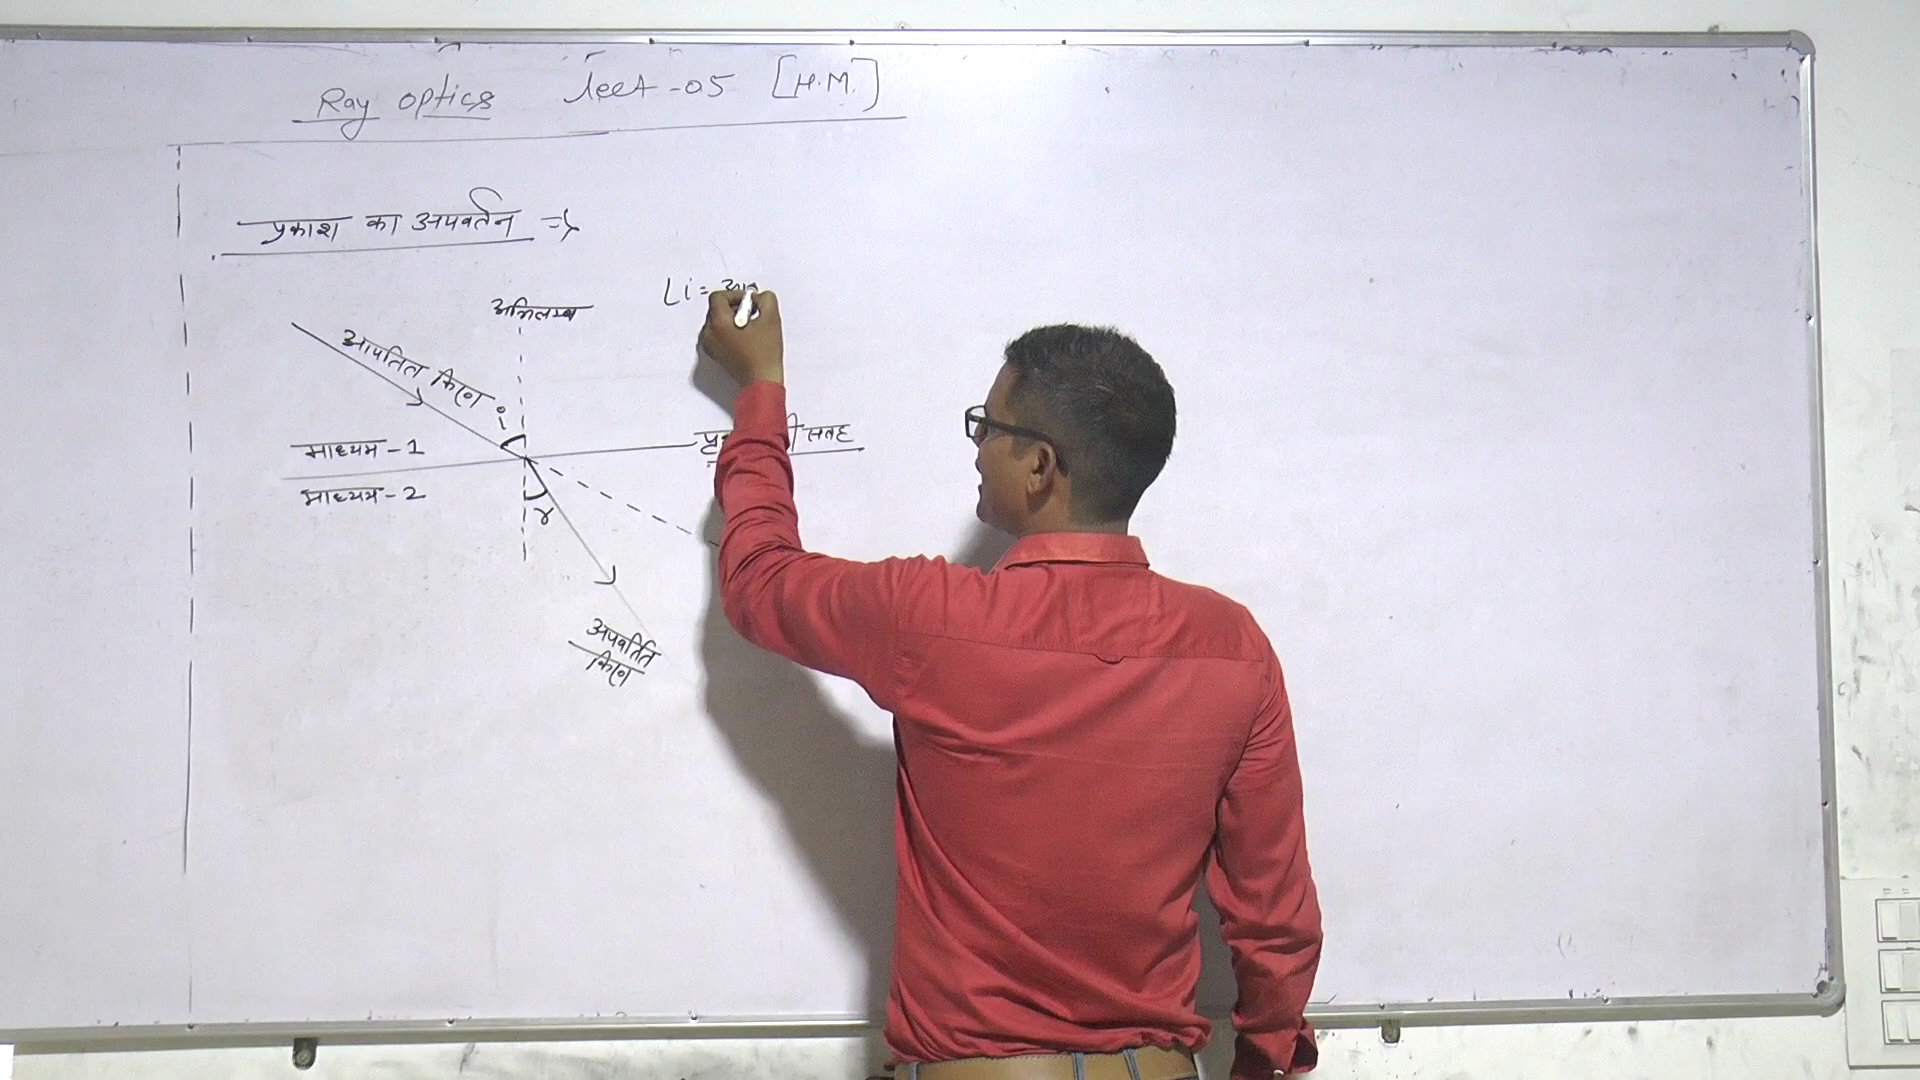 Ray optics Lect-05 [H.M.]
प्रकाश का अपवर्तन ⇒
∠i =
अभिलम्ब
आपतित किरण
i
माध्यम-1
सतह
माध्यम-2
r
अपवर्तित
किरण